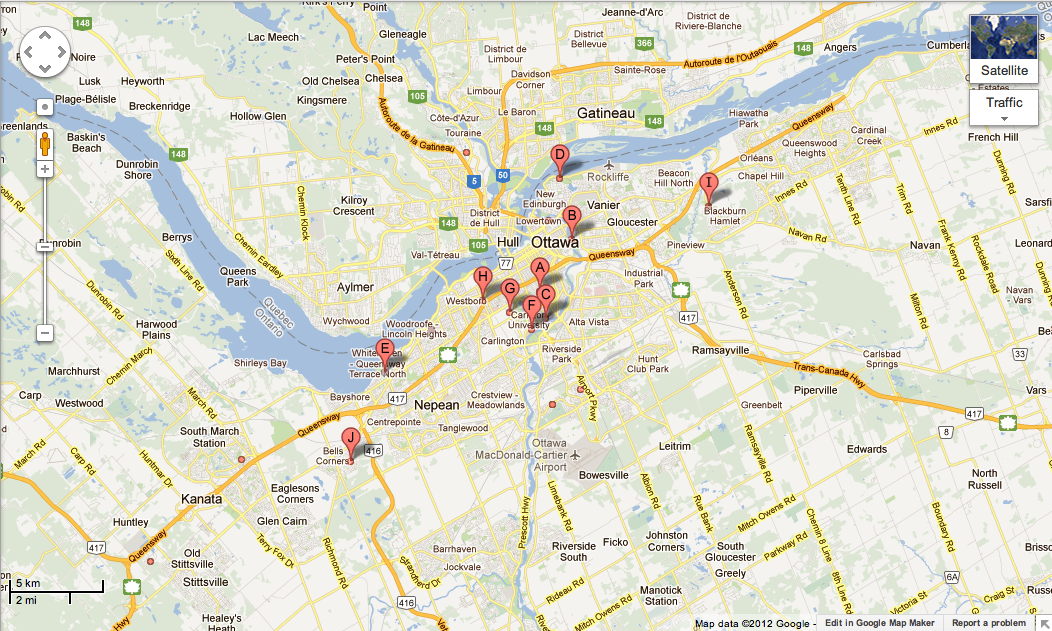 Kirk's Ferry
Point
Jeanne-d'Arc
District de
Riviere-Blanche
148
Gleneagle
District
Bellevue
366
Lac Meech
District de
Limbour
148
Angers
Cumberland
Noire
Peter's Point
Autoroute de l'Outaouais
Satellite
Lusk
Heyworth
Old Chelsea
Chelsea
Davidson
Corner
Sainte-Rose
Estates
Plage-Bélisle
Breckenridge
Kingsmere
105
Limbour
Traffic
Hollow Glen
Le Baron
Gatineau
Hiawatha
Park
Queensway
Greenlands
Côte-d'Azur
148
148
Innes Rd
Baskin's
Beach
Autoroute de la Gatineau
Touraine
Cardinal
Creek
French Hill
Queenswood
Heights
148
D
Orléans
Dunrobin
Shore
Rockcliffe
Beacon
Hill North
Chapel Hill
Dunning Rd
5
50
I
Innes Rd
Tenth Line Rd
Trim Rd
Kilroy
Crescent
New
Edinburgh
Vanier
Chemin Klock
District
de Hull
Lowertown
B
Gloucester
Blackburn
Hamlet
148
Frank Kenny Rd
Berrys
Hull
Ottawa
Navan Rd
Navan
Rockdale Road
Leonard
Dunrobin
105
Pineview
Chemin Eardley
Val-Tétreau
77
Queensway
Sixth Line Rd
Queens
Park
H
A
Industrial
Park
Anderson Rd
Dunrobin Rd
Aylmer
G
C
Navan
Vars
Westboro
F
Milton Rd
Quebec
Ontario
Carleton
University
417
Harwood
Plains
Wychwood
Woodroffe -
Lincoln Heights
Alta Vista
Carlington
Chemin March
E
Riverside
Park
Ramsayville
Carlsbad
Springs
33
Shirleys Bay
Queensway
Terrace North
Hunt
Club Park
Marchhurst
Trans-Canada Hwy
Carp
Westwood
March Rd
Bayshore
417
Crestview -
Meadowlands
Airport Pkwy
Piperville
Vars
Nepean
Greenbelt
417
Queensway
Centrepointe
Tanglewood
8
South March
Station
J
Ottawa
MacDonald-Cartier
Airport
Leitrim
Edwards
March Rd
Carp Rd
Huntmar Dr
Bells
Corners
416
Ramsayville Rd
Bowesville
North
Russell
Eaglesons
Corners
Albion Rd
Kanata
Limebank Rd
Rue Bank
Mitch Owens Rd
Boundary Rd
Huntley
Glen Cairn
Prescott Hwy
Chemin 8 Line
Queensway
Terry Fox Dr
Richmond Rd
Johnston
Corners
Parkway Rd
417
Barrhaven
Riverside
South
Ficko
South
Gloucester
Old
Stittsville
Jockvale
Greely
6A
5 km
Stittsville
Strandherd Dr
Rideau Rd
8th Line Rd
2 mi
416
Manotick
Station
Victoria St
Craig St
Mitch Owens Rd
Healey's
Heath
Hwy
Map data ©2012 Google -
Edit in Google Map Maker
Report a problem